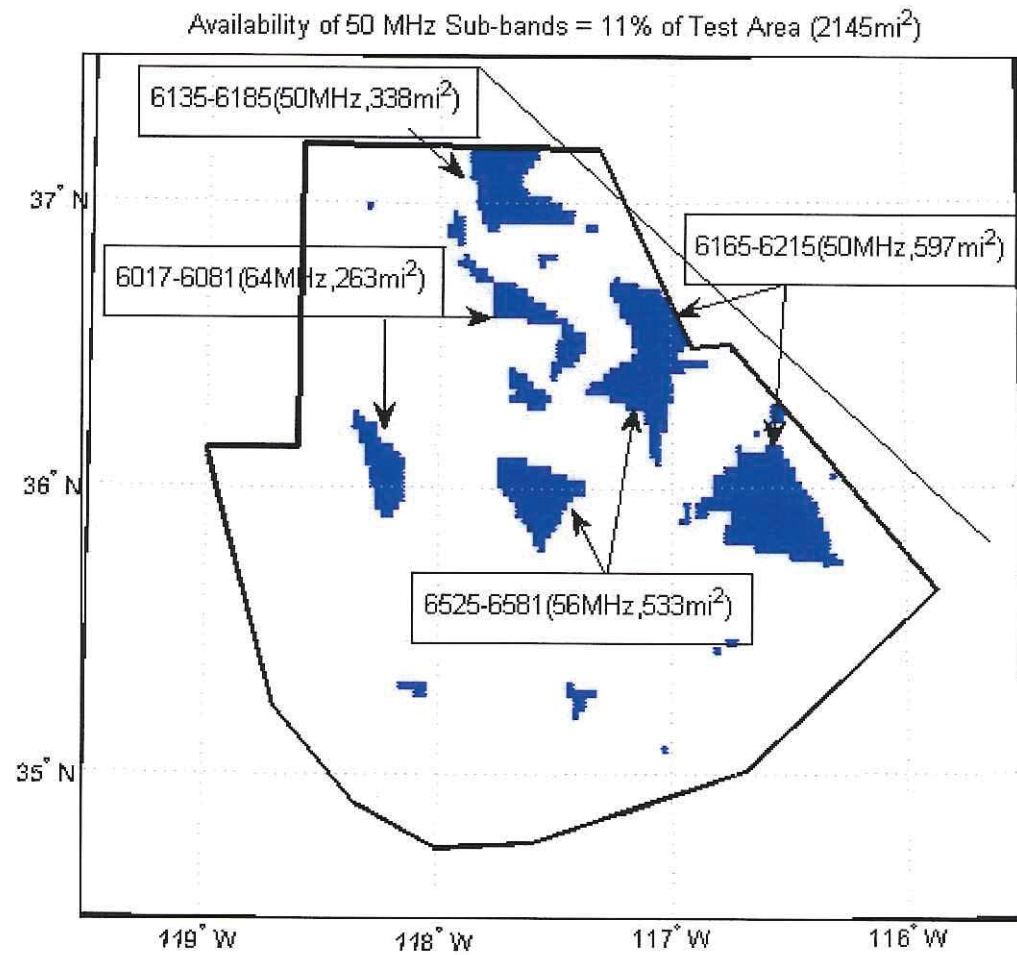 Availability of 50 MHz Sub-bands = 11% of Test Area (2145mi²)
6135-6185(50MHz,338mi²)
37° N
6165-6215(50MHz,597mi²)
6017-6081(64MHz,263mi²)
36° N
6525-6581(56MHz,533mi²)
35° N
119° W
118° W
117° W
116° W